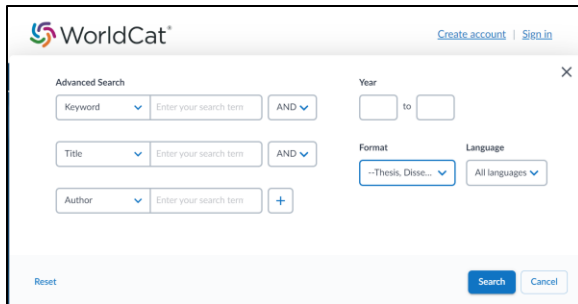 WorldCat®
Create account | Sign in
Advanced Search
Year
Keyword
Enter your search term
AND
to
Title
Enter your search term
AND
Format
Language
--Thesis, Disse...
All languages
Author
Enter your search term
+
Reset
Search
Cancel